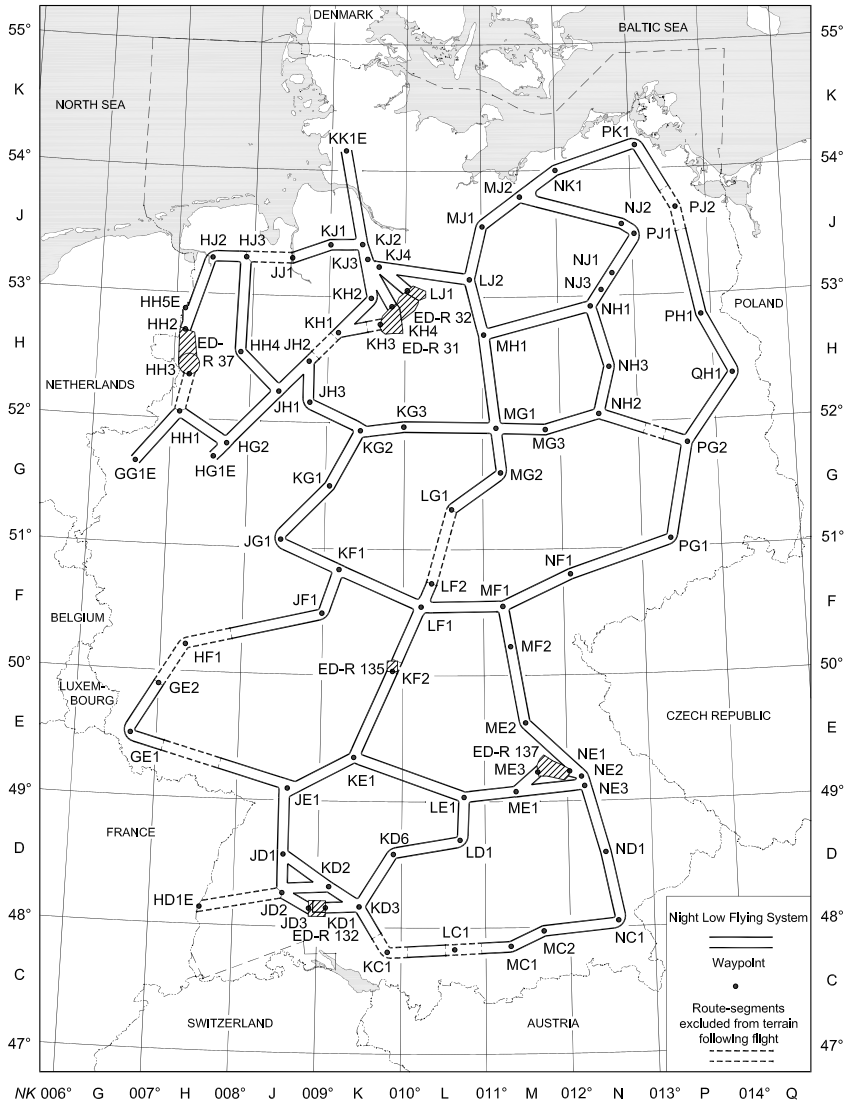 DENMARK
BALTIC SEA
55°
55°
K
K
NORTH SEA
KK1E
PK1
54°
54°
MJ2
NK1
J
J
MJ1
NJ2
PJ2
HJ2
HJ3
KJ1
KJ2
PJ1
KJ4
KJ3
JJ1
NJ1
53°
53°
NJ3
LJ2
HH5E
KH2
LJ1
NH1
POLAND
HH2
KH1
ED-R 32
PH1
ED-
R 37
HH4
JH2
KH4
MH1
H
H
KH3
ED-R 31
HH3
NH3
QH1
NETHERLANDS
JH1
JH3
52°
52°
KG3
MG1
NH2
HH1
HG2
KG2
MG3
GG1E
HG1E
PG2
G
G
KG1
MG2
LG1
51°
51°
JG1
KF1
NF1
PG1
LF2
MF1
F
F
JF1
BELGIUM
LF1
MF2
HF1
50°
50°
ED-R 135
KF2
LUXEM-
BOURG
GE2
CZECH REPUBLIC
E
E
ME2
ED-R 137
NE1
GE1
ME3
NE2
49°
49°
KE1
NE3
JE1
LE1
ME1
FRANCE
KD6
D
D
JD1
LD1
ND1
KD2
HD1E
JD2
KD3
48°
48°
JD3
KD1
ED-R 132
LC1
NC1
KC1
MC1
MC2
Night Low Flying System
Waypoint
Route-segments
excluded from terrain
following flight
C
C
SWITZERLAND
AUSTRIA
47°
47°
NK 006° G 007° H 008° J 009° K 010° L 011° M 012° N 013° P 014° Q